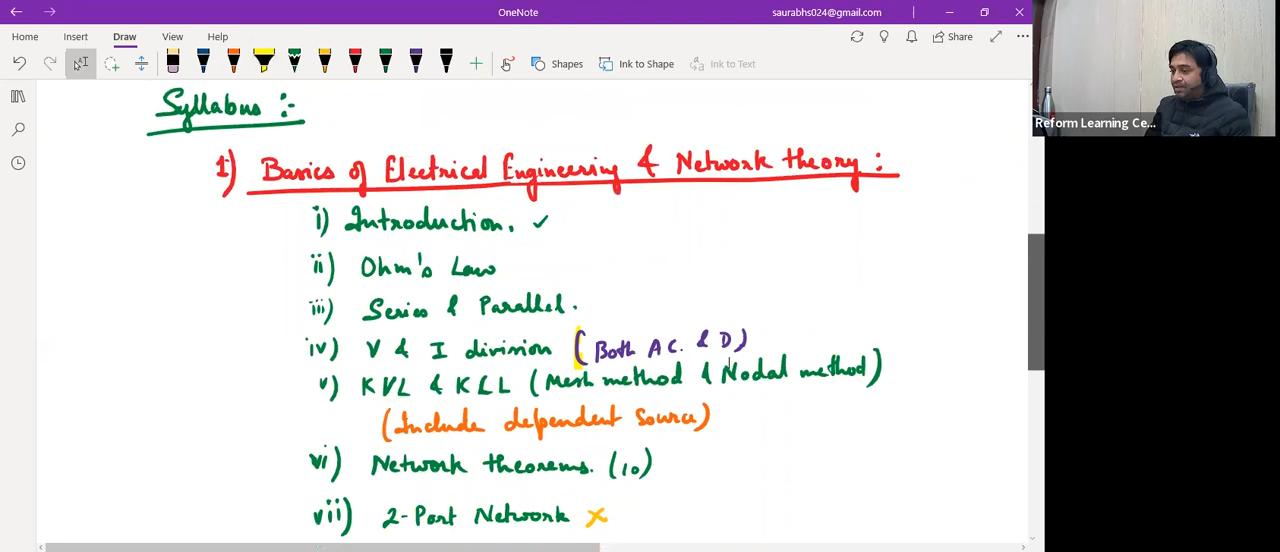 OneNote
saurabhs024@gmail.com
Home Insert Draw View Help
Share
Shapes Ink to Shape Ink to Text
Reform Learning Ce...
Syllabus :-
1) Basics of Electrical Engineering & Network theory :
i) Introduction. ✓
ii) Ohm's Law
iii) Series & Parallel.
iv) V & I division (Both AC. & D)
v) KVL & KCL (Mesh method & Nodal method)
(Include dependent Source)
vi) Network theorems. (10)
vii) 2-Port Network ×